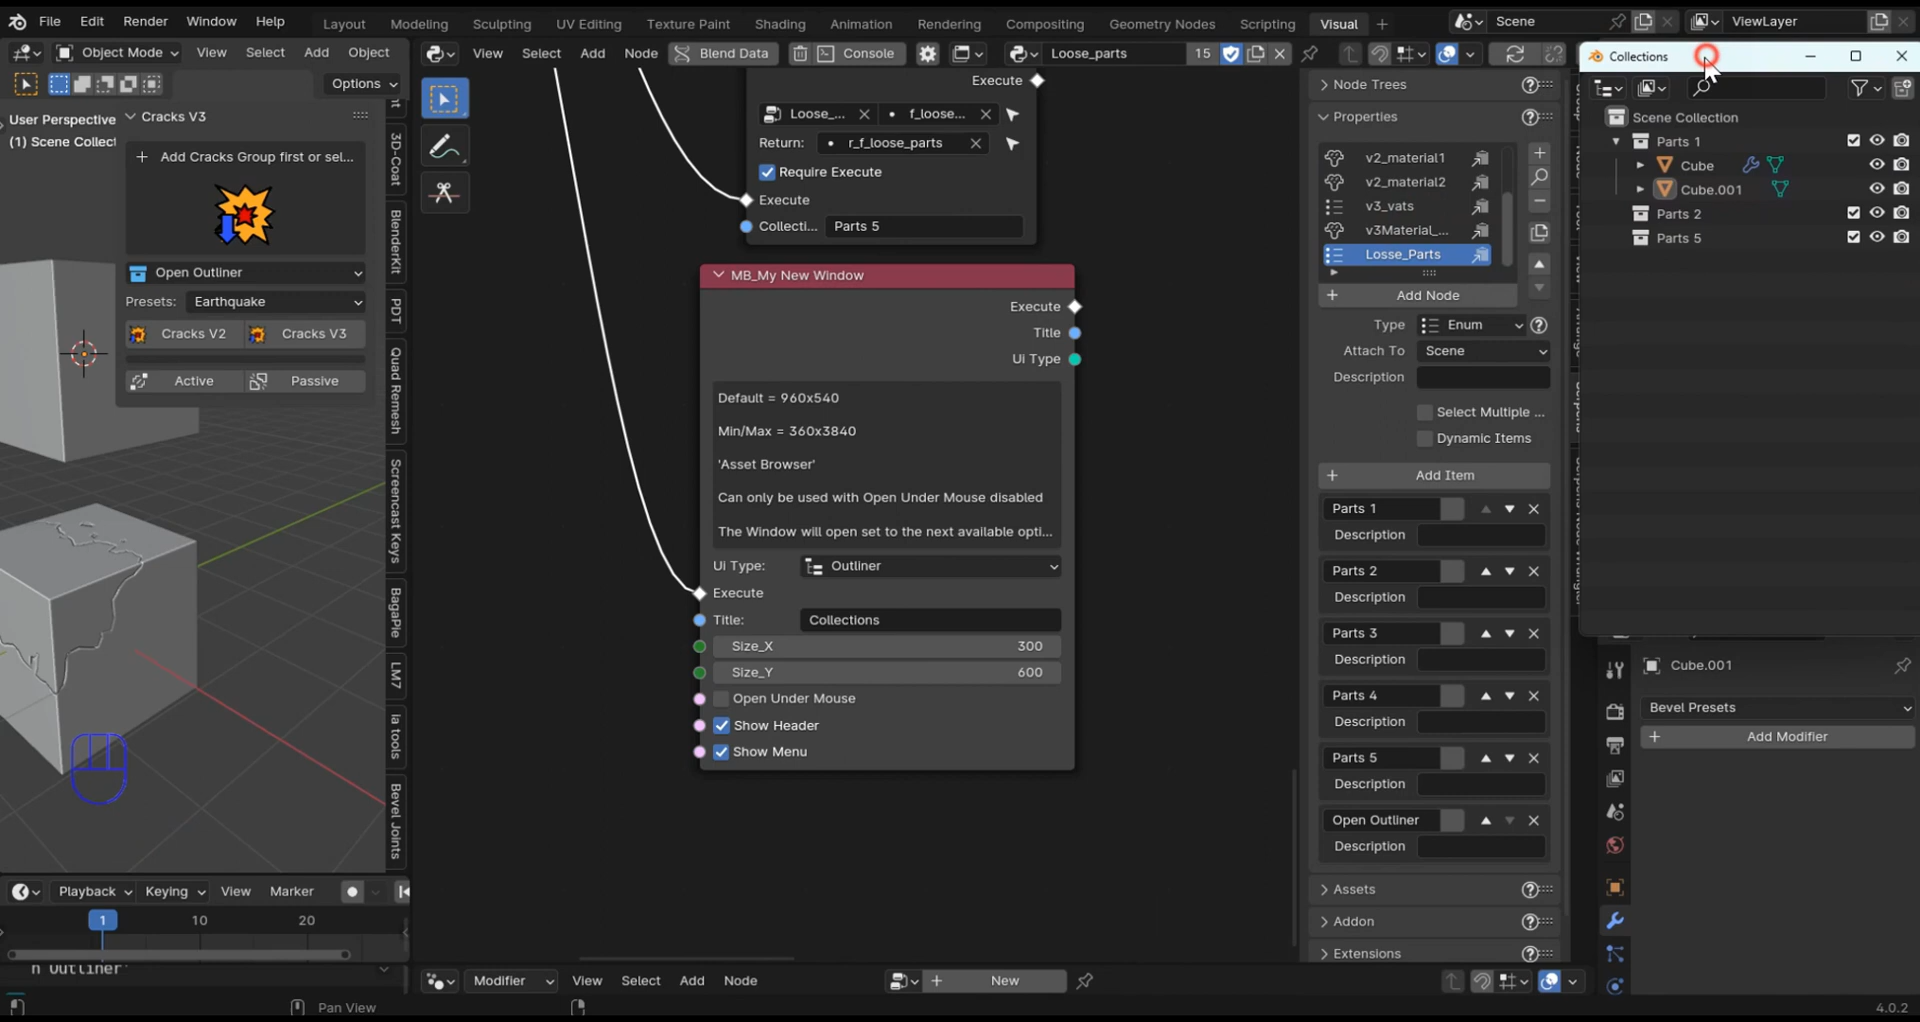 File Edit Render Window Help Layout Modeling Sculpting UV Editing Texture Paint Shading Animation Rendering Compositing Geometry Nodes Scripting Visual Scene ViewLayer
Object Mode View Select Add Object View Select Add Node Blend Data Console Loose_parts 15 Collections
Options
User Perspective
(1) Scene Collect
Cracks V3
Add Cracks Group first or sel...
Open Outliner
Presets: Earthquake
Cracks V2 Cracks V3
Active Passive
3D-Coat
BlenderKit
PDT
Quad Remesh
Screencast Keys
BagaPie
LM7
Ia tools
Bevel Joints
Execute
Loose_... f_loose...
Return: r_f_loose_parts
Require Execute
Execute
Collecti... Parts 5
MB_My New Window
Execute
Title
Ui Type
Default = 960x540
Min/Max = 360x3840
'Asset Browser'
Can only be used with Open Under Mouse disabled
The Window will open set to the next available opti...
Ui Type: Outliner
Execute
Title: Collections
Size_X 300
Size_Y 600
Open Under Mouse
Show Header
Show Menu
Node Trees
Properties
v2_material1
v2_material2
v3_vats
v3Material_...
Losse_Parts
Add Node
Type Enum
Attach To Scene
Description
Select Multiple ...
Dynamic Items
Add Item
Parts 1
Description
Parts 2
Description
Parts 3
Description
Parts 4
Description
Parts 5
Description
Open Outliner
Description
Assets
Addon
Extensions
Scene Collection
Parts 1
Cube
Cube.001
Parts 2
Parts 5
Cube.001
Bevel Presets
Add Modifier
Playback Keying View Marker
1 10 20
n Outliner'
Modifier View Select Add Node New
Pan View 4.0.2